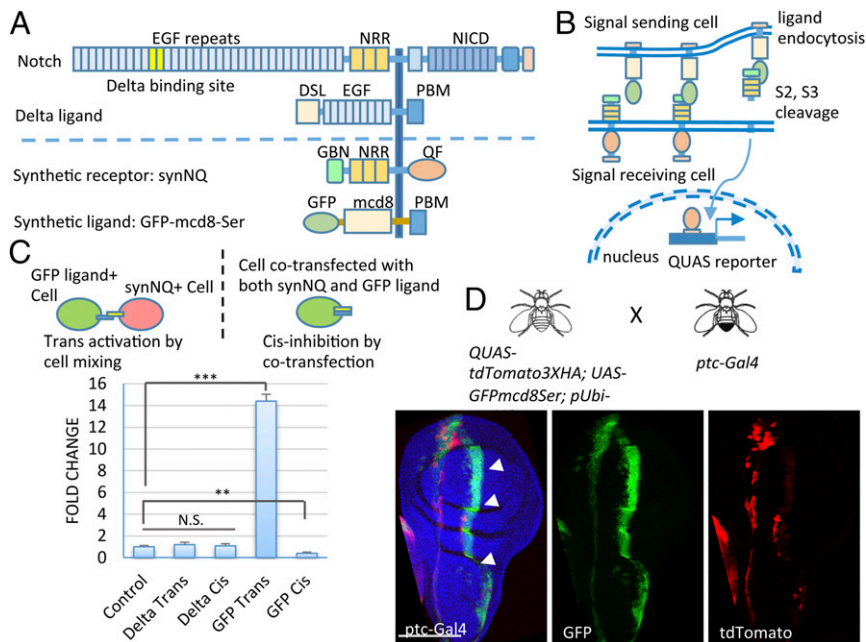 A
EGF repeats
NRR
NICD
Notch
Delta binding site
DSL
EGF
PBM
Delta ligand
GBN
NRR
QF
Synthetic receptor: synNQ
GFP
mcd8
PBM
Synthetic ligand: GFP-mcd8-Ser
B
Signal sending cell
ligand
endocytosis
S2, S3
cleavage
Signal receiving cell
nucleus
QUAS reporter
C
GFP ligand+
Cell
synNQ+ Cell
Trans activation by
cell mixing
Cell co-transfected with
both synNQ and GFP ligand
Cis-inhibition by
co-transfection
FOLD CHANGE
16
14
12
10
8
6
4
2
0
***
**
N.S.
Control
Delta Trans
Delta Cis
GFP Trans
GFP Cis
D
X
QUAS-
tdTomato3XHA; UAS-
GFPmcd8Ser; pUbi-
ptc-Gal4
ptc-Gal4
GFP
tdTomato